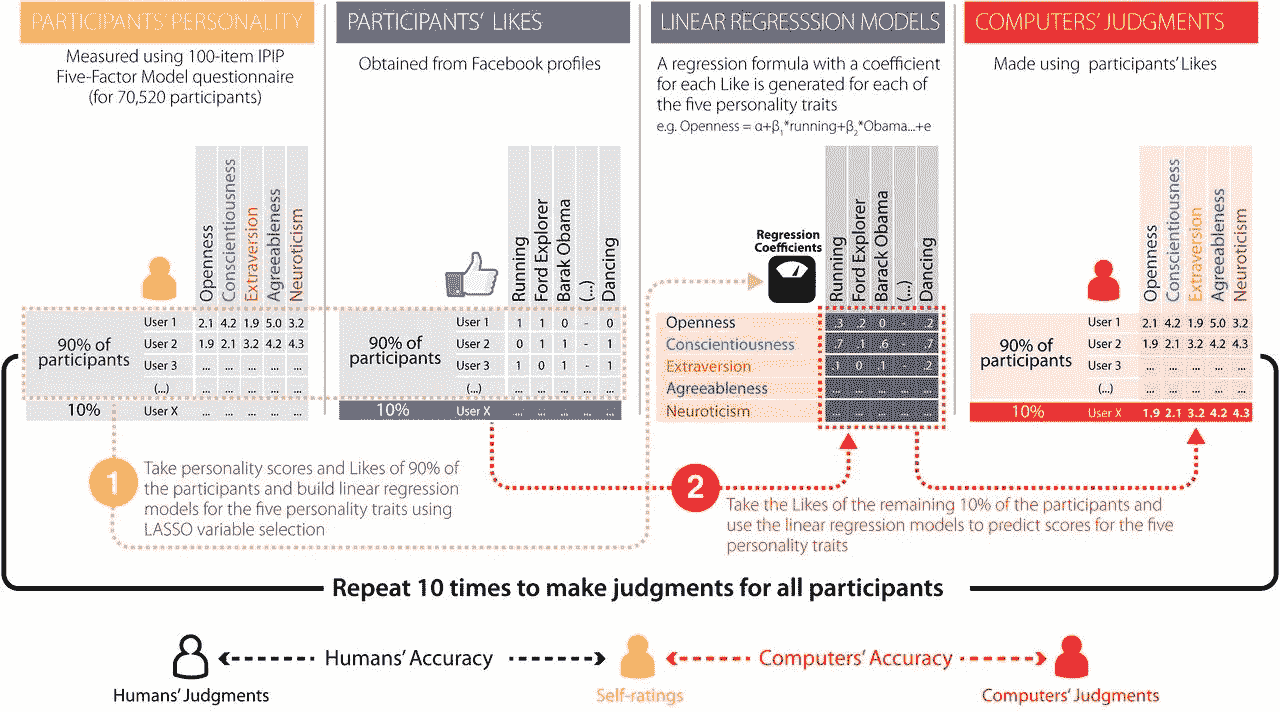 PARTICIPANTS' PERSONALITY
Measured using 100-item IPIP
Five-Factor Model questionnaire
(for 70,520 participants)
Openness
Conscientiousness
Extraversion
Agreeableness
Neuroticism
90% of
participants
User 1 2.1 4.2 1.9 5.0 3.2
User 2 1.9 2.1 3.2 4.2 4.3
User 3 ... ... ... ... ...
(...) ... ... ... ... ...
10% User X ... ... ... ... ...
PARTICIPANTS' LIKES
Obtained from Facebook profiles
Running
Ford Explorer
Barak Obama
(...)
Dancing
90% of
participants
User 1 1 1 0 - 0
User 2 0 1 1 - 1
User 3 1 0 1 - 1
(...) ... ... ... ... ...
10% User X ... ... ... ... ...
LINEAR REGRESSSION MODELS
A regression formula with a coefficient
for each Like is generated for each of
the five personality traits
e.g. Openness = α+β₁*running+β₂*Obama...+e
Regression
Coefficients
Running
Ford Explorer
Barack Obama
(...)
Dancing
Openness .3 .2 0 - .2
Conscientiousness .7 .1 .6 - .7
Extraversion .1 0 .1 - .2
Agreeableness ... ... ... ... ...
Neuroticism ... ... ... ... ...
COMPUTERS' JUDGMENTS
Made using participants' Likes
Openness
Conscientiousness
Extraversion
Agreeableness
Neuroticism
90% of
participants
User 1 2.1 4.2 1.9 5.0 3.2
User 2 1.9 2.1 3.2 4.2 4.3
User 3 ... ... ... ... ...
(...) ... ... ... ... ...
10% User X 1.9 2.1 3.2 4.2 4.3
1
Take personality scores and Likes of 90% of
the participants and build linear regression
models for the five personality traits using
LASSO variable selection
2
Take the Likes of the remaining 10% of the participants and
use the linear regression models to predict scores for the five
personality traits
Repeat 10 times to make judgments for all participants
Humans' Accuracy
Computers' Accuracy
Humans' Judgments
Self-ratings
Computers' Judgments